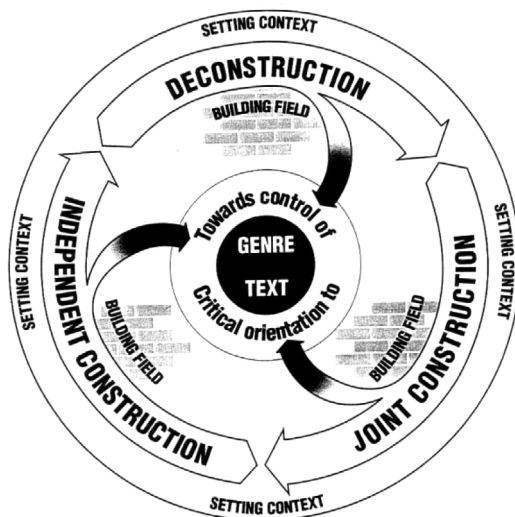 SETTING CONTEXT
DECONSTRUCTION
BUILDING FIELD
Towards control of
GENRE
TEXT
Critical orientation to
INDEPENDENT CONSTRUCTION
BUILDING FIELD
SETTING CONTEXT
JOINT CONSTRUCTION
BUILDING FIELD
SETTING CONTEXT
SETTING CONTEXT